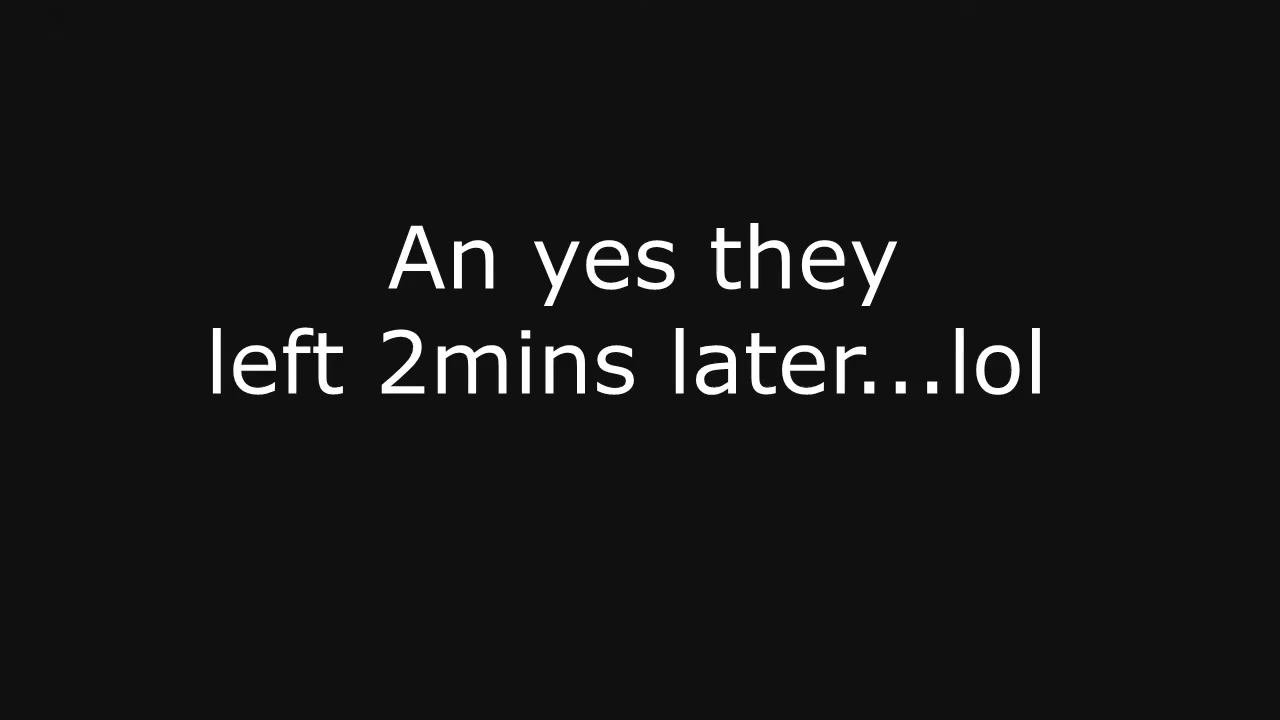 An yes they
left 2mins later...lol